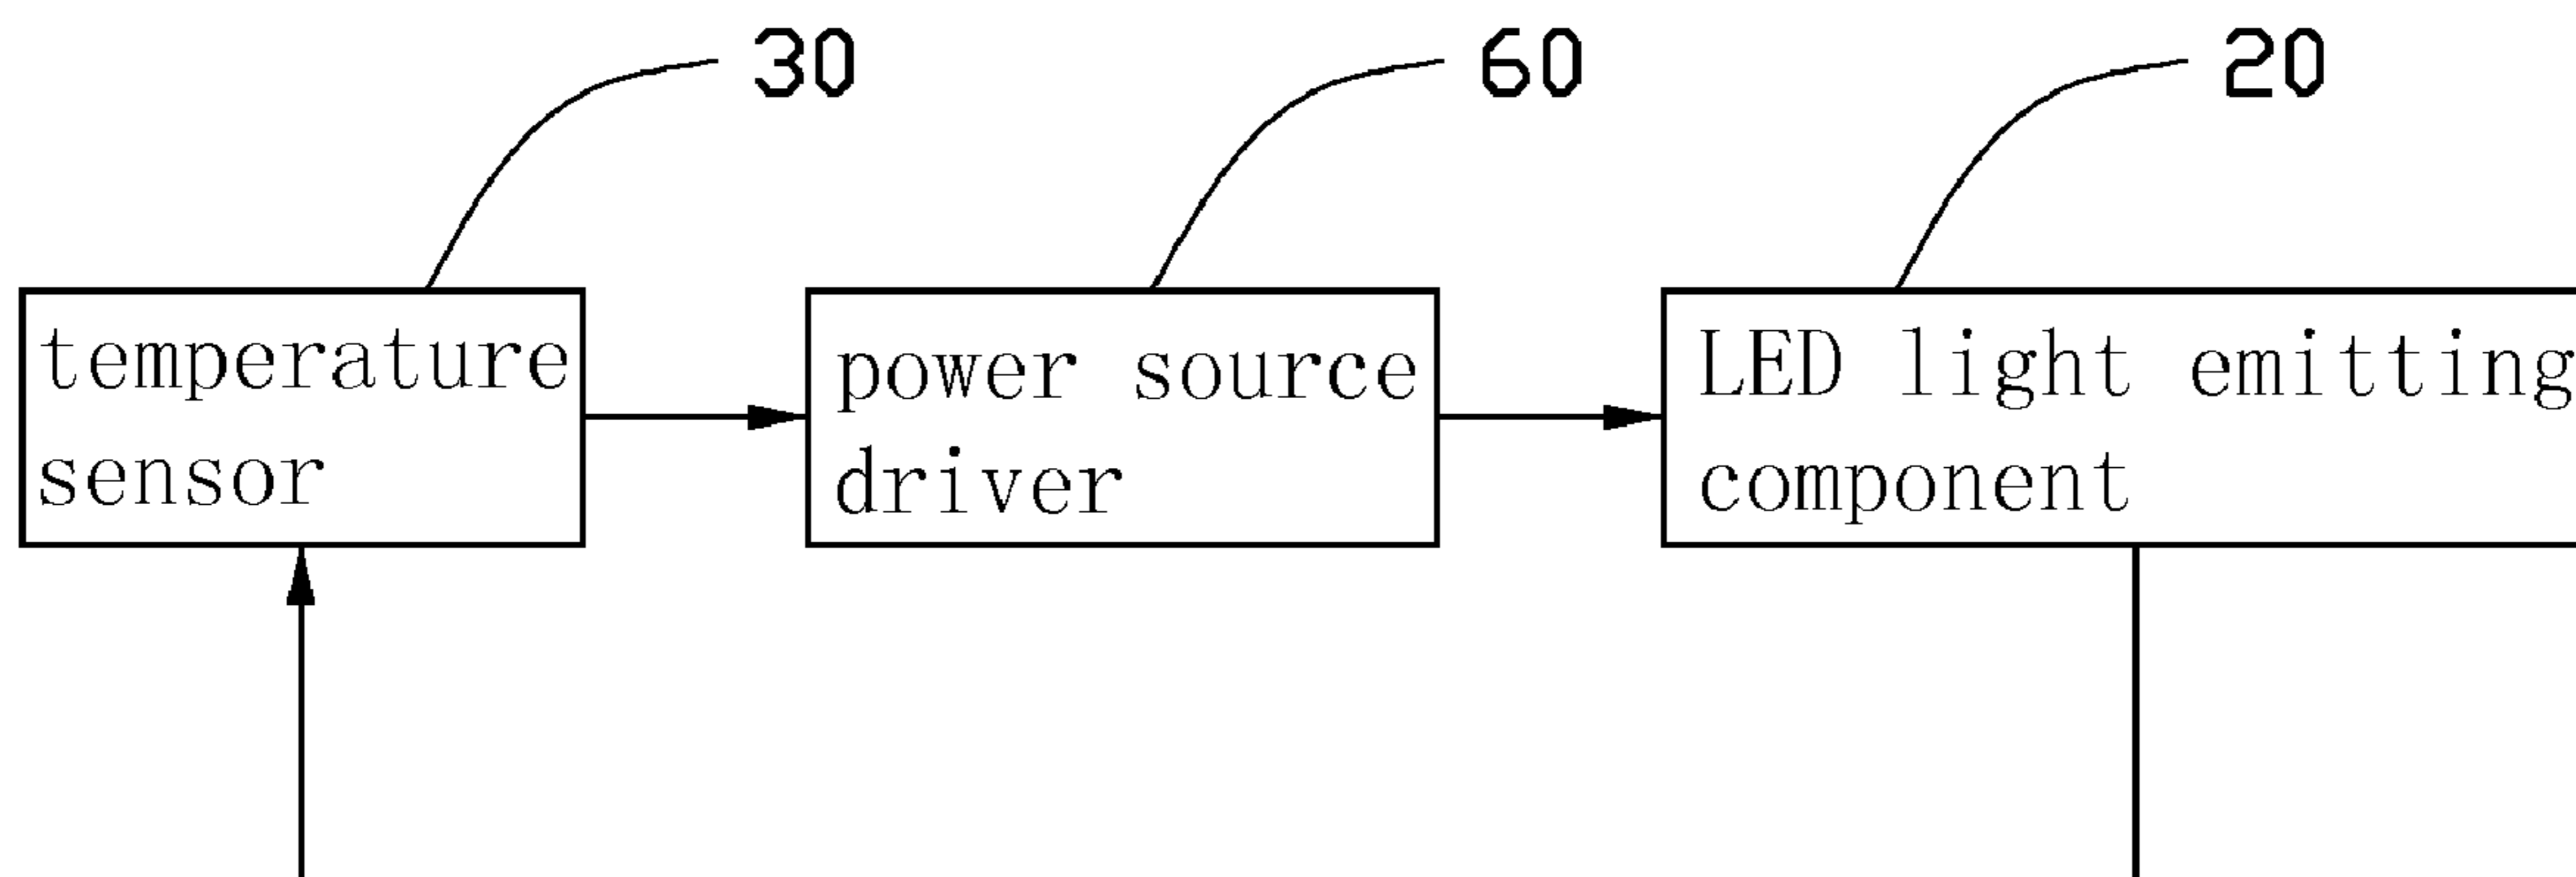 30 60 20
temperature
sensor
power source
driver
LED light emitting
component